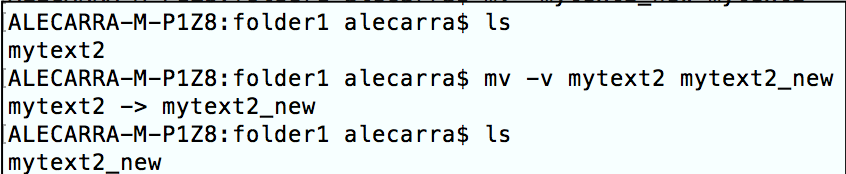 ALECARRA-M-P1Z8:folder1 alecarra$ ls
mytext2
ALECARRA-M-P1Z8:folder1 alecarra$ mv -v mytext2 mytext2_new
mytext2 -> mytext2_new
ALECARRA-M-P1Z8:folder1 alecarra$ ls
mytext2_new